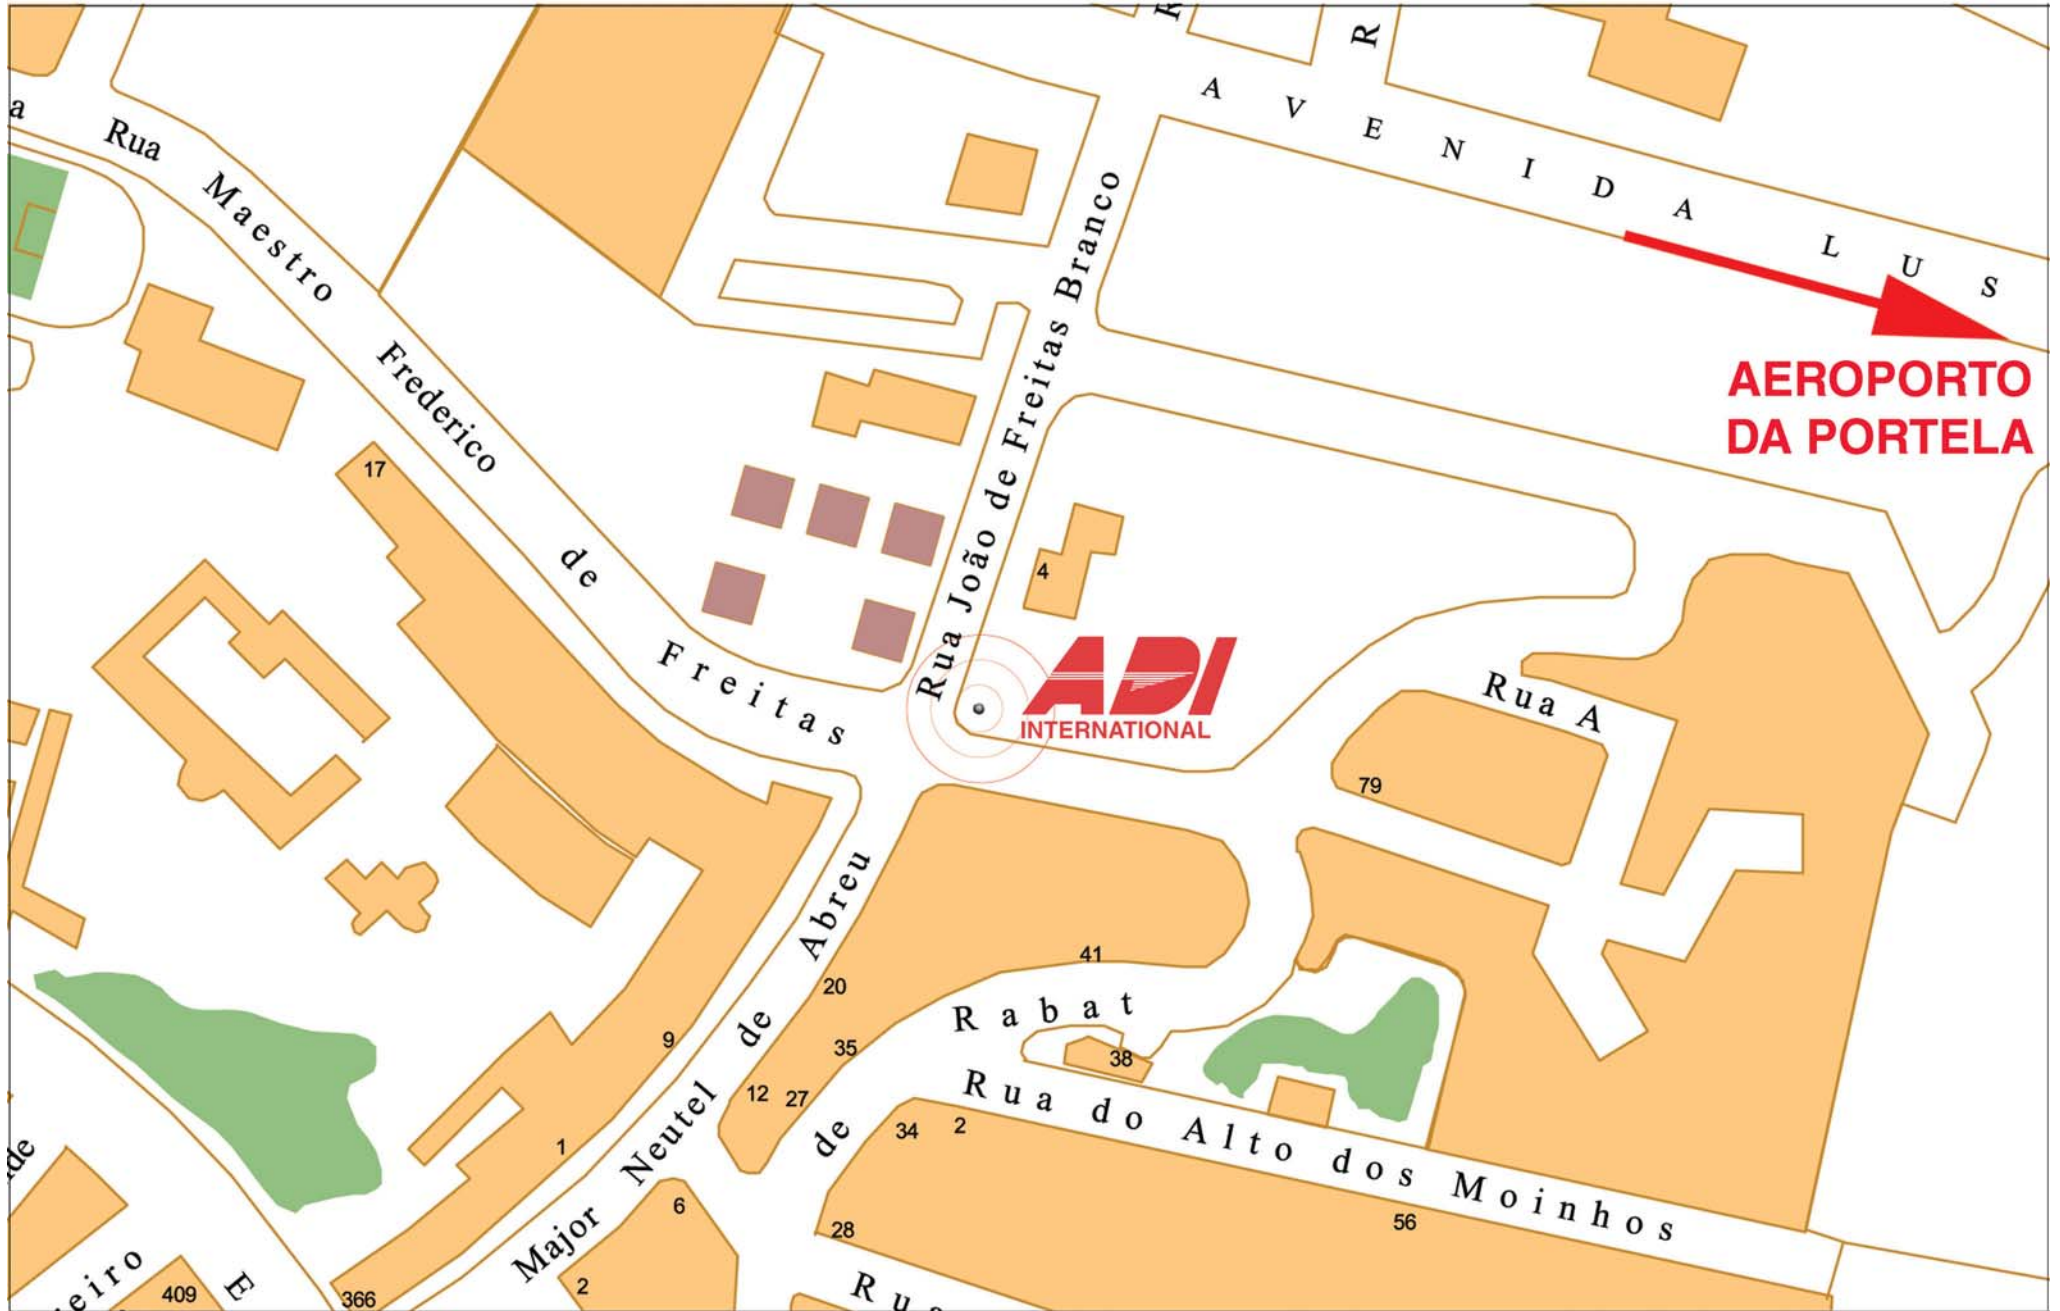 R
R
AVENIDA LUS
a
Rua Maestro Frederico de Freitas
Rua João de Freitas Branco
AEROPORTO
DA PORTELA
17
4
ADI
INTERNATIONAL
Rua A
79
Major Neutel de Abreu
41
20
9
35
Rabat
38
12
27
de
Rua do Alto dos Moinhos
34
2
1
6
28
56
2
Rua
eiro
409
E
366